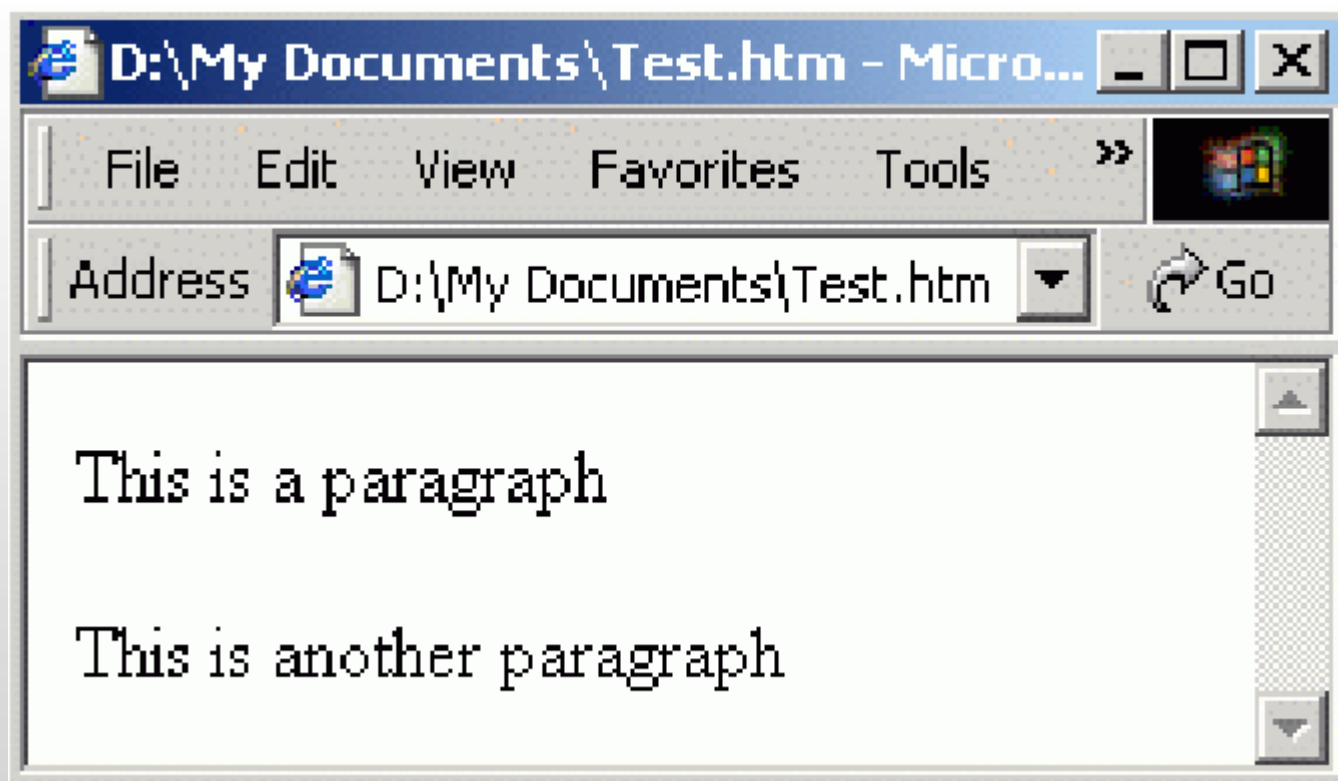 D:\My Documents\Test.htm - Micro...
File Edit View Favorites Tools »
Address D:\My Documents\Test.htm Go
This is a paragraph
This is another paragraph